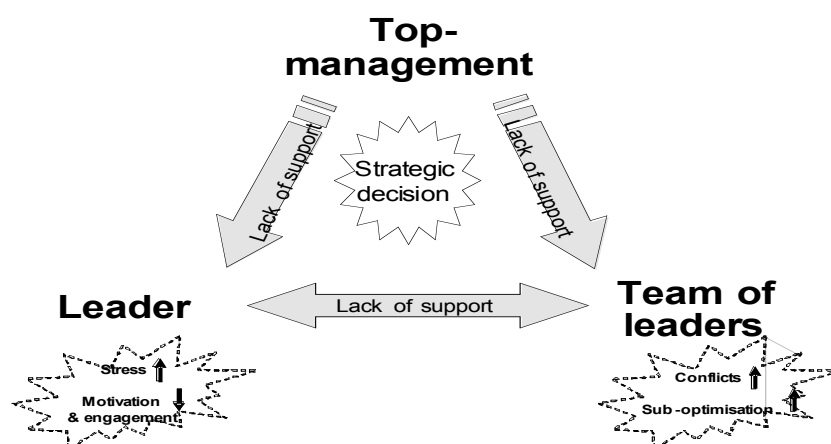 Top-
management
Lack of support
Lack of support
Strategic
decision
Leader
Lack of support
Team of
leaders
Stress
Motivation
& engagement
Conflicts
Sub-optimisation